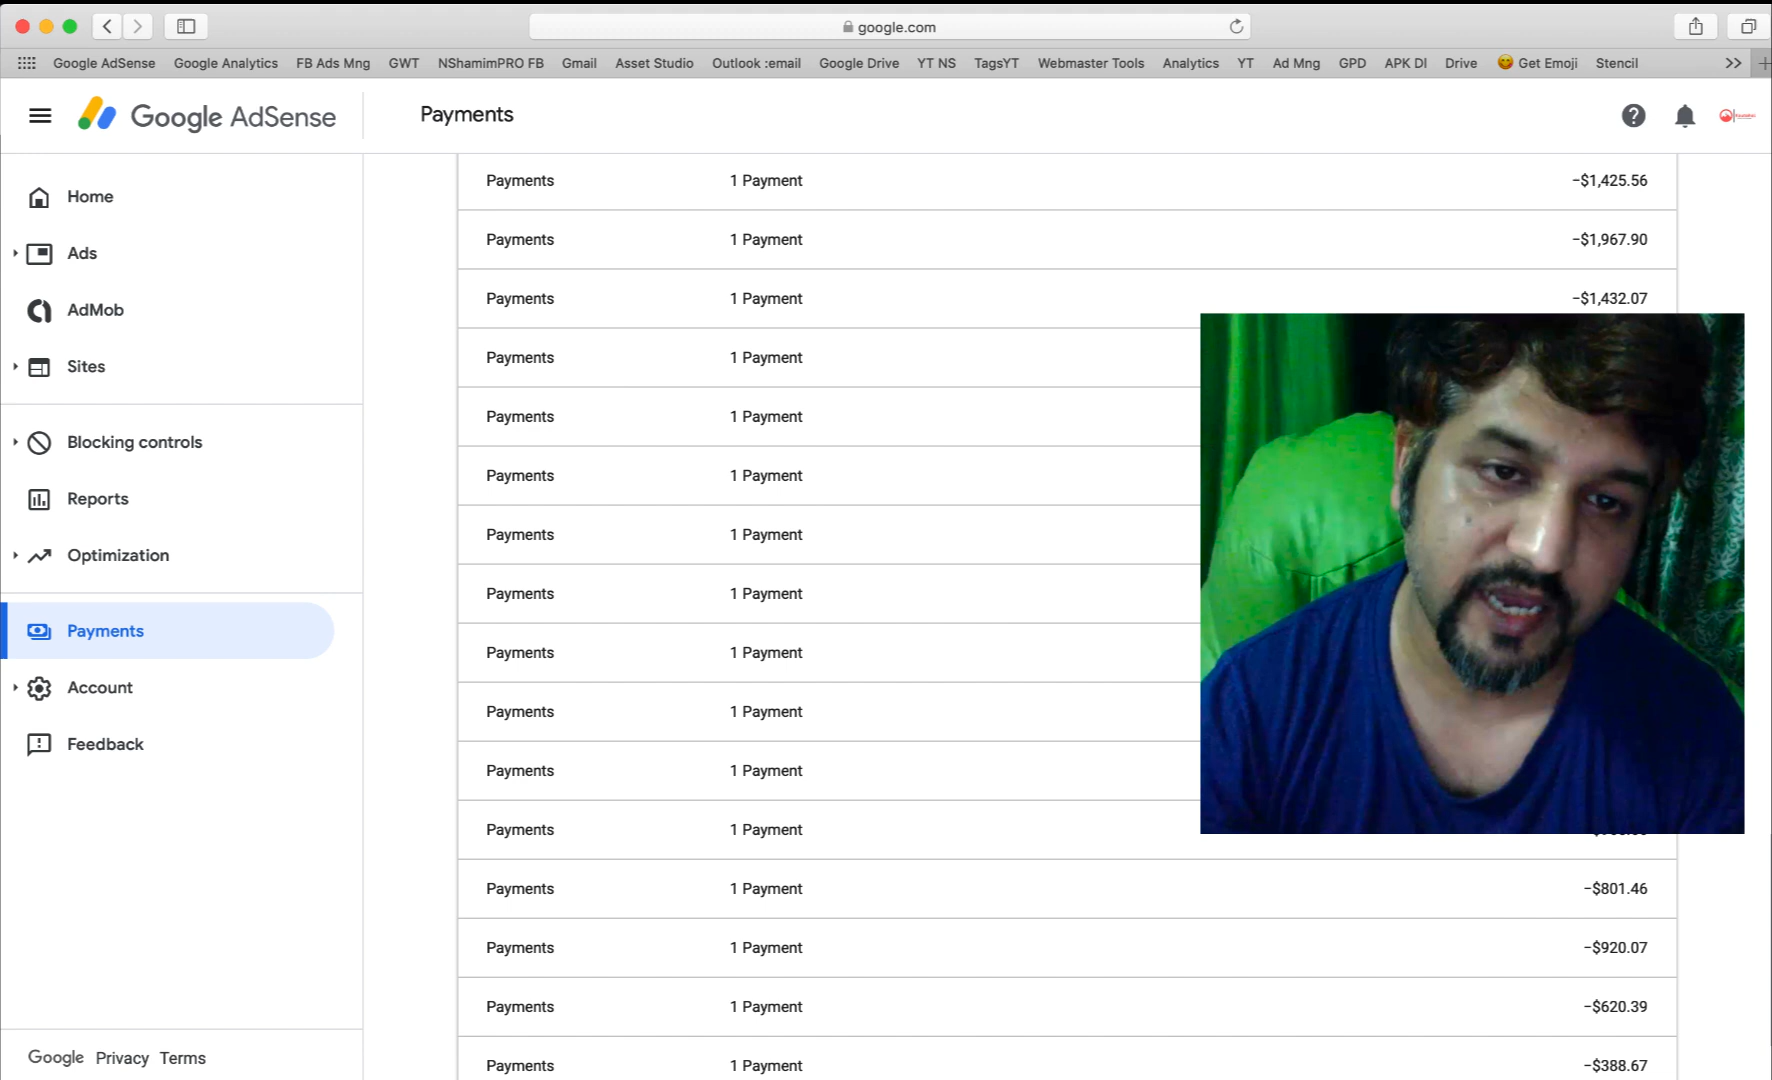 google.com
Google AdSense Google Analytics FB Ads Mng GWT NShamimPRO FB Gmail Asset Studio Outlook :email Google Drive YT NS TagsYT Webmaster Tools Analytics YT Ad Mng GPD APK DI Drive Get Emoji Stencil
Google AdSense
Payments
Home
Ads
AdMob
Sites
Blocking controls
Reports
Optimization
Payments
Account
Feedback
Google Privacy Terms
Payments 1 Payment -$1,425.56
Payments 1 Payment -$1,967.90
Payments 1 Payment -$1,432.07
Payments 1 Payment
Payments 1 Payment
Payments 1 Payment
Payments 1 Payment
Payments 1 Payment
Payments 1 Payment
Payments 1 Payment
Payments 1 Payment
Payments 1 Payment
Payments 1 Payment -$801.46
Payments 1 Payment -$920.07
Payments 1 Payment -$620.39
Payments 1 Payment -$388.67